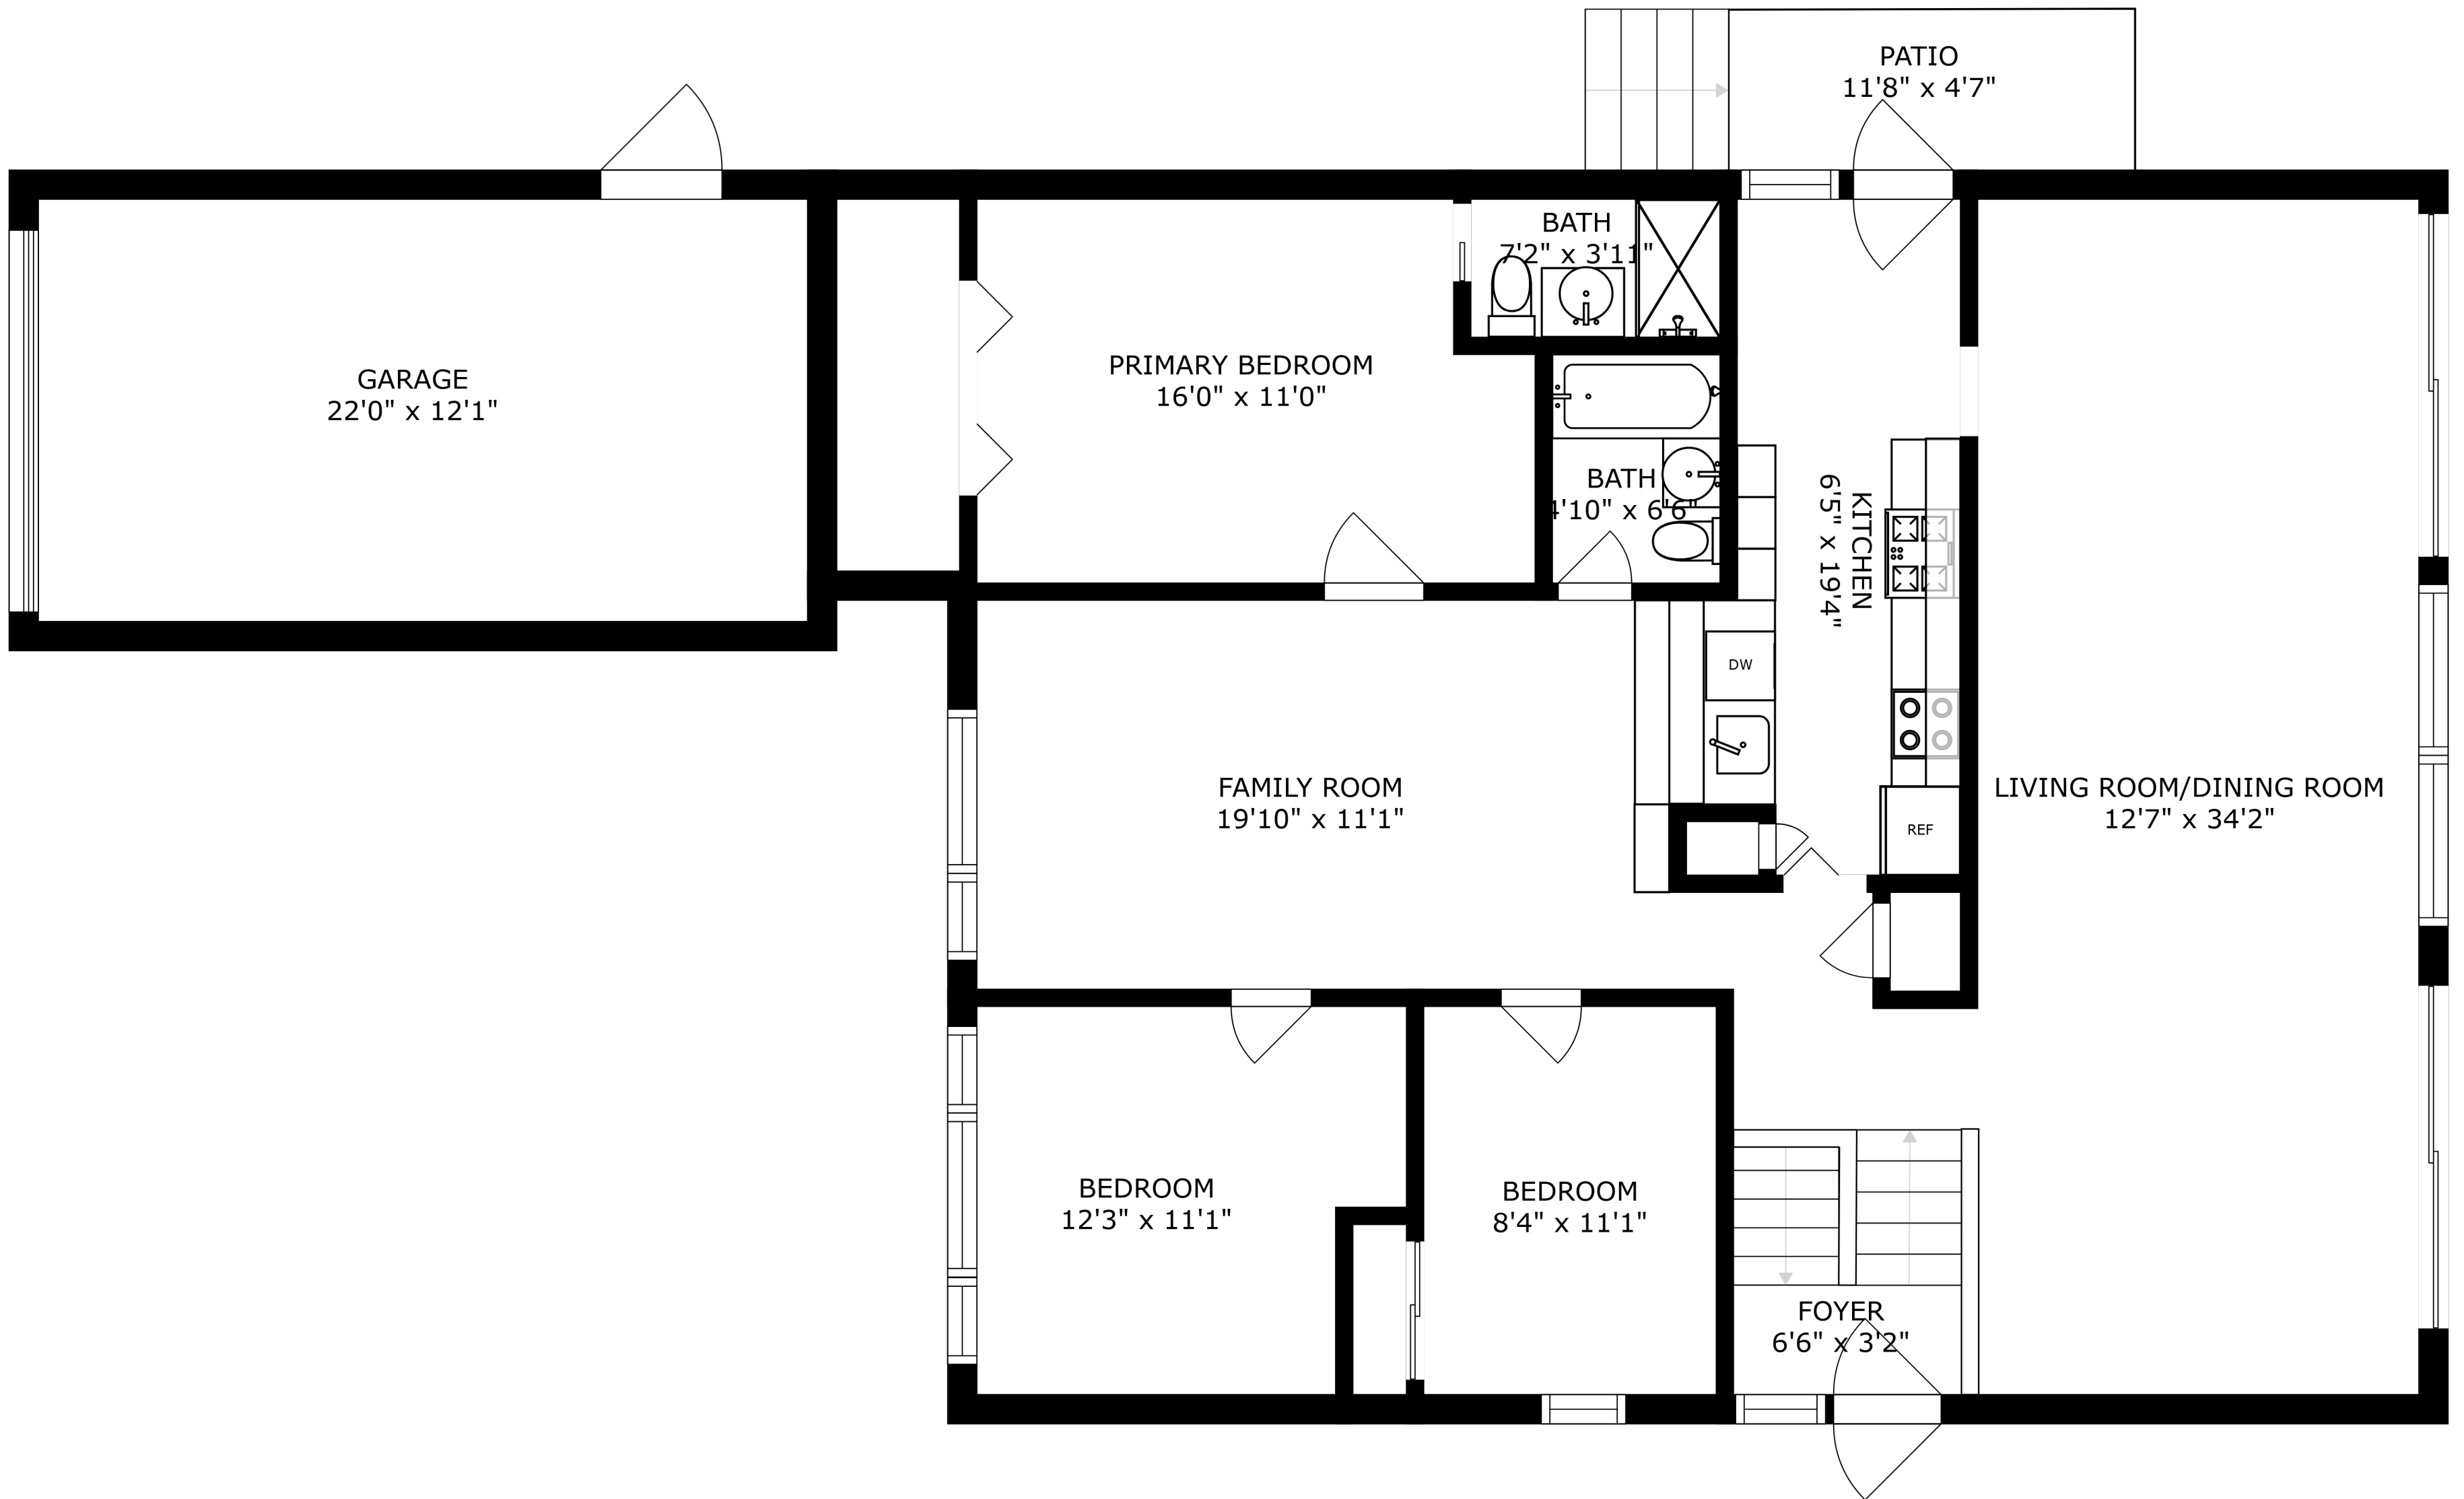 PATIO
11'8" x 4'7"
BATH
7'2" x 3'11"
PRIMARY BEDROOM
16'0" x 11'0"
GARAGE
22'0" x 12'1"
BATH
4'10" x 6'6"
KITCHEN
6'5" x 19'4"
DW
FAMILY ROOM
19'10" x 11'1"
REF
LIVING ROOM/DINING ROOM
12'7" x 34'2"
BEDROOM
12'3" x 11'1"
BEDROOM
8'4" x 11'1"
FOYER
6'6" x 3'2"